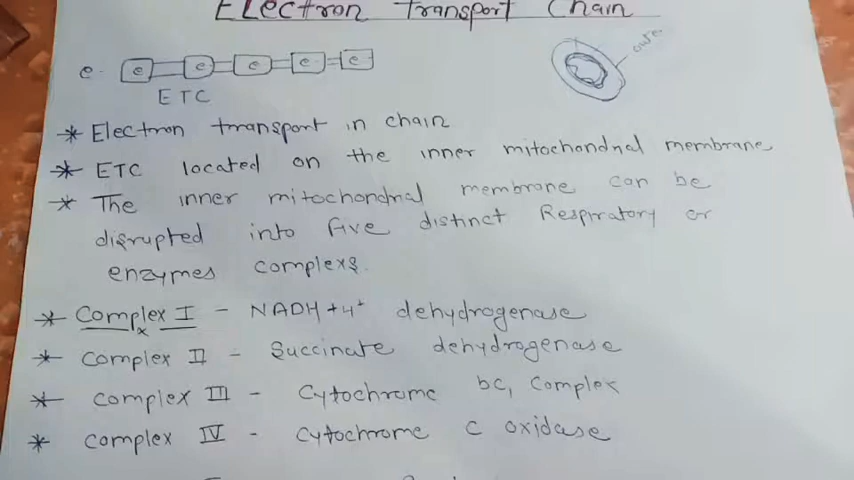 Electron Transport Chain
e- e e e e e
ETC
* Electron transport in chain
* ETC located on the inner mitochondrial membrane
* The inner mitochondrial membrane can be
disrupted into five distinct Respiratory or
enzymes complexs.
* Complex I - NADH+H+ dehydrogenase
* Complex II - Succinate dehydrogenase
* Complex III - Cytochrome bc1 Complex
* Complex IV - Cytochrome c oxidase